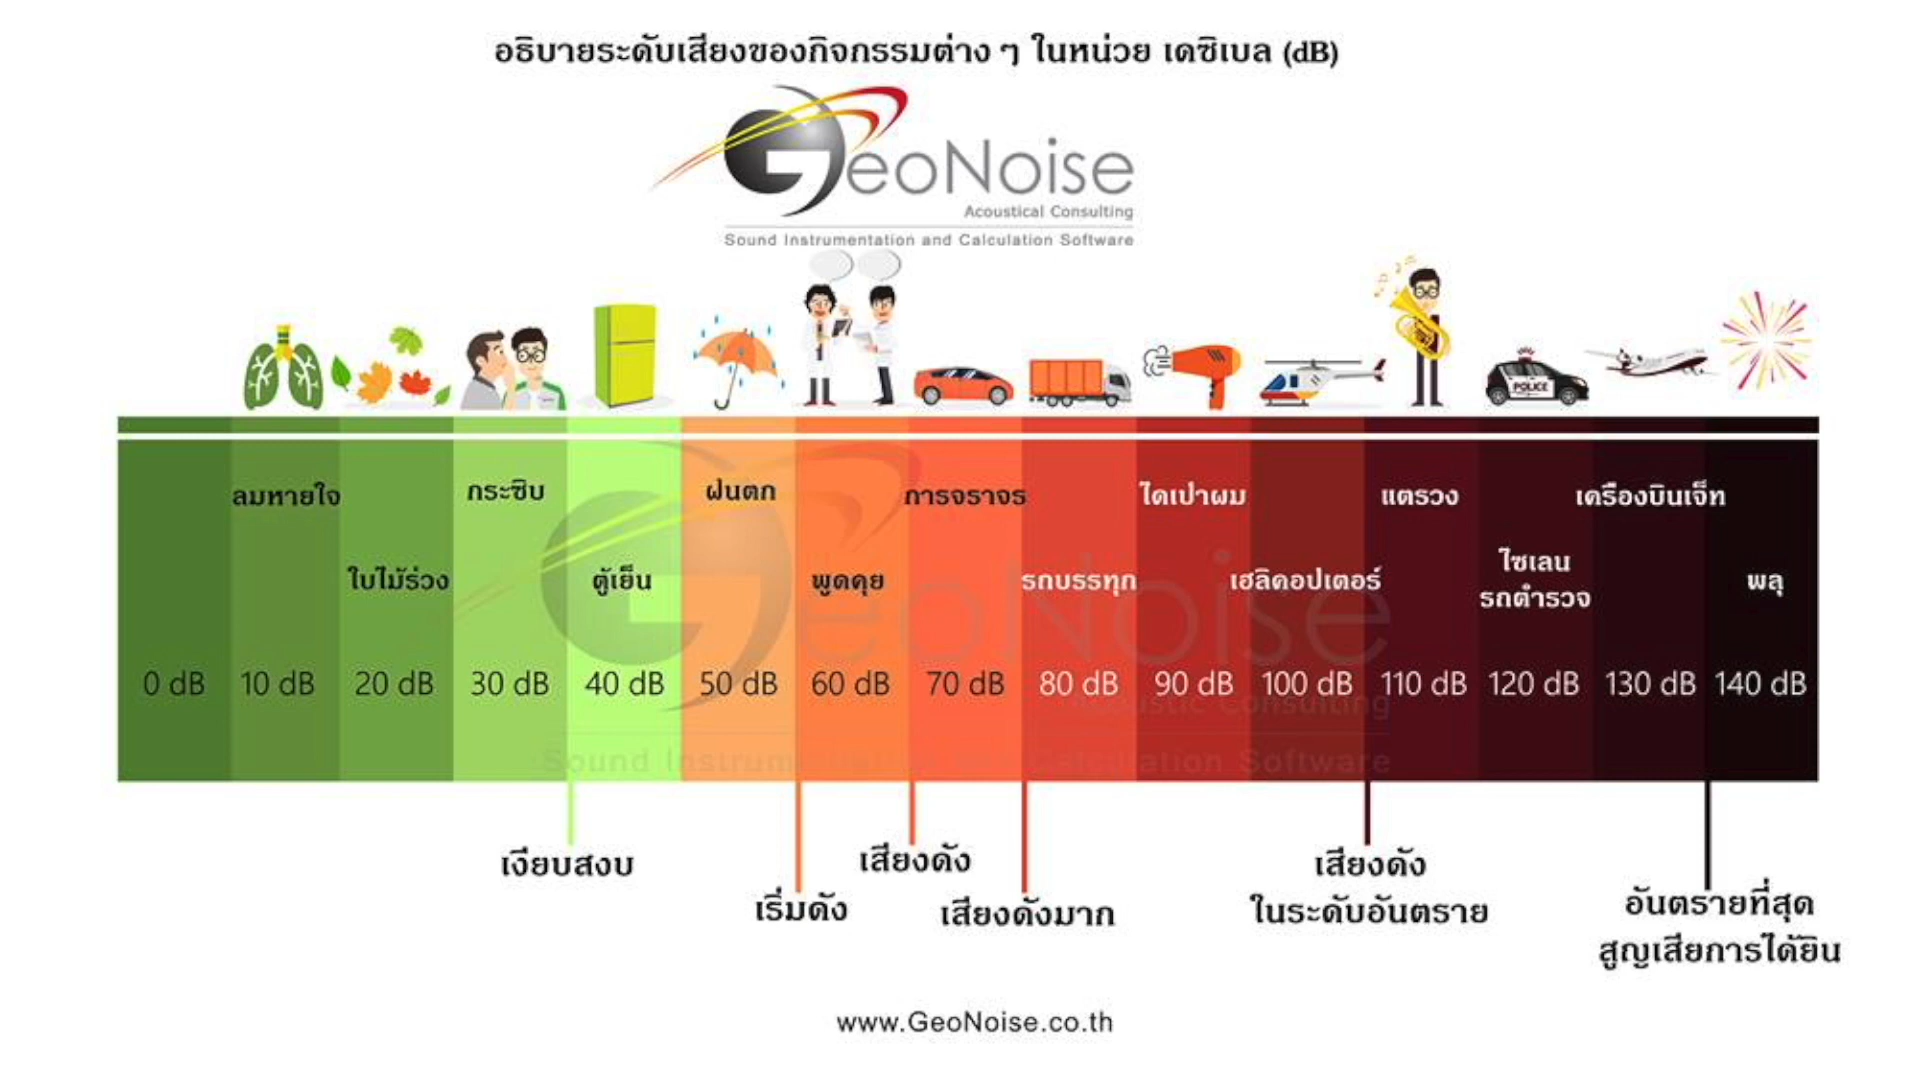 อธิบายระดับเสียงของกิจกรรมต่าง ๆ ในหน่วย เดซิเบล (dB)
GeoNoise
Acoustical Consulting
Sound Instrumentation and Calculation Software
POLICE
ลมหายใจ กระซิบ ฝนตก การจราจร ไดเป่าผม แตรวง เครื่องบินเจ็ท
ใบไม้ร่วง ตู้เย็น พูดคุย รถบรรทุก เฮลิคอปเตอร์ ไซเลน รถตำรวจ พลุ
0 dB 10 dB 20 dB 30 dB 40 dB 50 dB 60 dB 70 dB 80 dB 90 dB 100 dB 110 dB 120 dB 130 dB 140 dB
GeoNoise
Acoustic Consulting
Sound Instrumentation and Calculation Software
เงียบสงบ
เริ่มดัง
เสียงดัง
เสียงดังมาก
เสียงดัง
ในระดับอันตราย
อันตรายที่สุด
สูญเสียการได้ยิน
www.GeoNoise.co.th